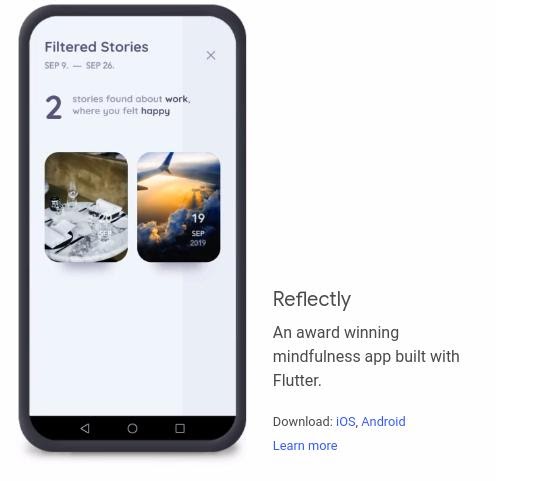 Filtered Stories
SEP 9. — SEP 26.
2
stories found about work,
where you felt happy
SEP
19
SEP
2019
Reflectly
An award winning
mindfulness app built with
Flutter.
Download: iOS, Android
Learn more